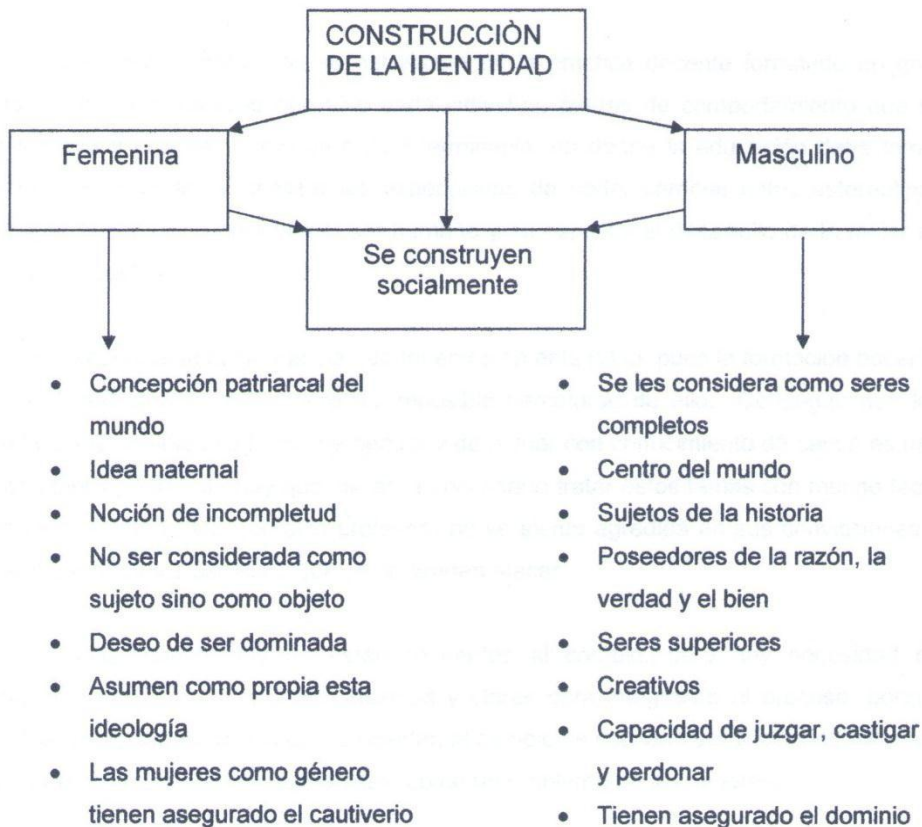 CONSTRUCCIÒN
DE LA IDENTIDAD
Femenina
Masculino
Se construyen
socialmente
• Concepción patriarcal del
mundo
• Idea maternal
• Noción de incompletud
• No ser considerada como
sujeto sino como objeto
• Deseo de ser dominada
• Asumen como propia esta
ideología
• Las mujeres como género
tienen asegurado el cautiverio
• Se les considera como seres
completos
• Centro del mundo
• Sujetos de la historia
• Poseedores de la razón, la
verdad y el bien
• Seres superiores
• Creativos
• Capacidad de juzgar, castigar
y perdonar
• Tienen asegurado el dominio